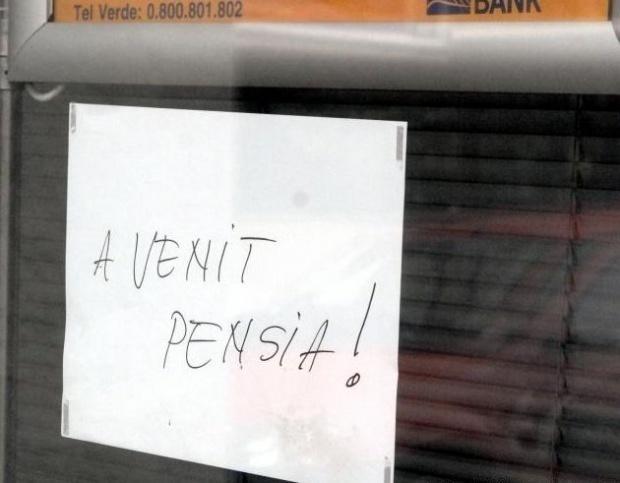 Tel Verde: 0.800.801.802
BANK
A VENIT
PENSIA!